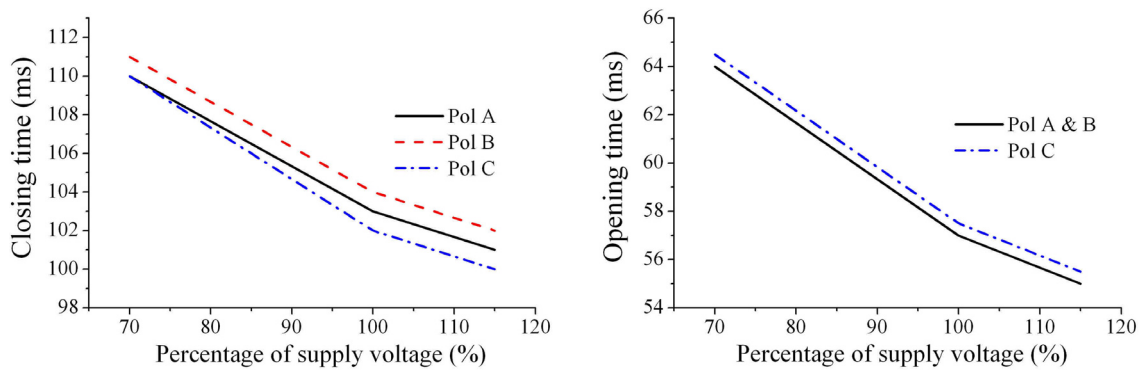 Closing time (ms)
112
110
108
106
104
102
100
98
Pol A
Pol B
Pol C
70 80 90 100 110 120
Percentage of supply voltage (%)
Opening time (ms)
66
64
62
60
58
56
54
Pol A & B
Pol C
70 80 90 100 110 120
Percentage of supply voltage (%)